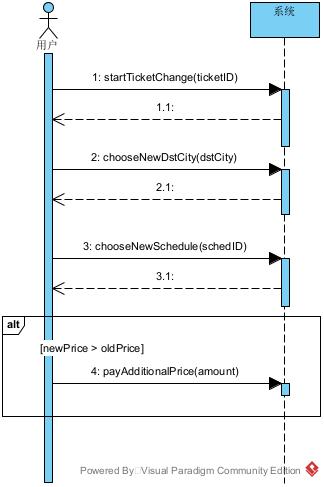 用户
系统
1: startTicketChange(ticketID)
1.1:
2: chooseNewDstCity(dstCity)
2.1:
3: chooseNewSchedule(schedID)
3.1:
alt
[newPrice > oldPrice]
4: payAdditionalPrice(amount)
Powered By Visual Paradigm Community Edition